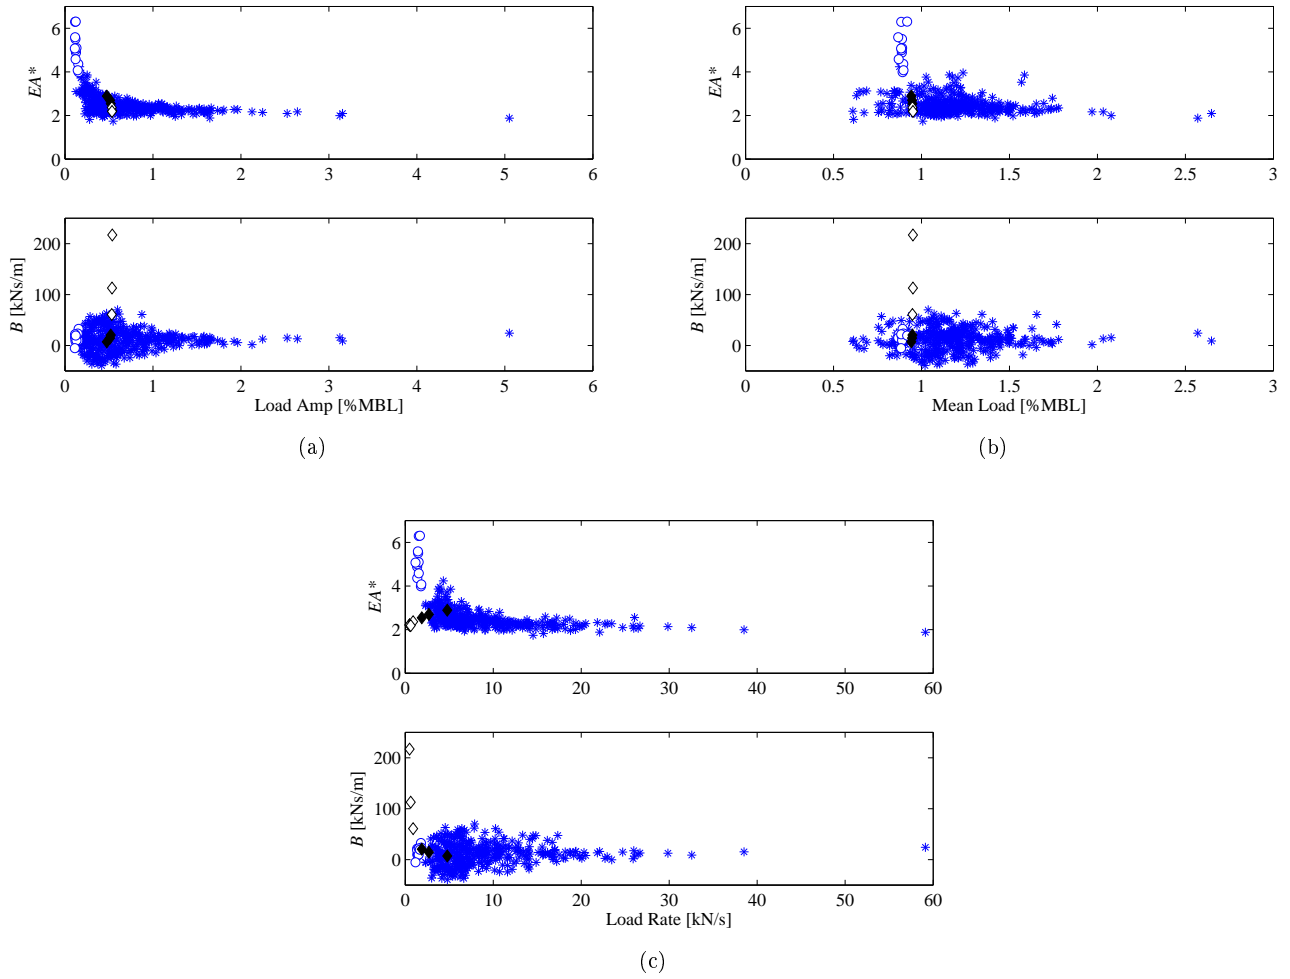 6
4
2
0
EA*
0 1 2 3 4 5 6
200
100
0
B [kNs/m]
0 1 2 3 4 5 6
Load Amp [%MBL]
(a)
6
4
2
0
EA*
0 0.5 1 1.5 2 2.5 3
200
100
0
B [kNs/m]
0 0.5 1 1.5 2 2.5 3
Mean Load [%MBL]
(b)
6
4
2
0
EA*
0 10 20 30 40 50 60
200
100
0
B [kNs/m]
0 10 20 30 40 50 60
Load Rate [kN/s]
(c)